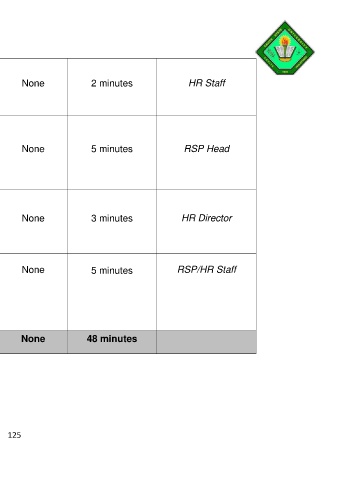 None 2 minutes HR Staff
None 5 minutes RSP Head
None 3 minutes HR Director
None 5 minutes RSP/HR Staff
None 48 minutes
125